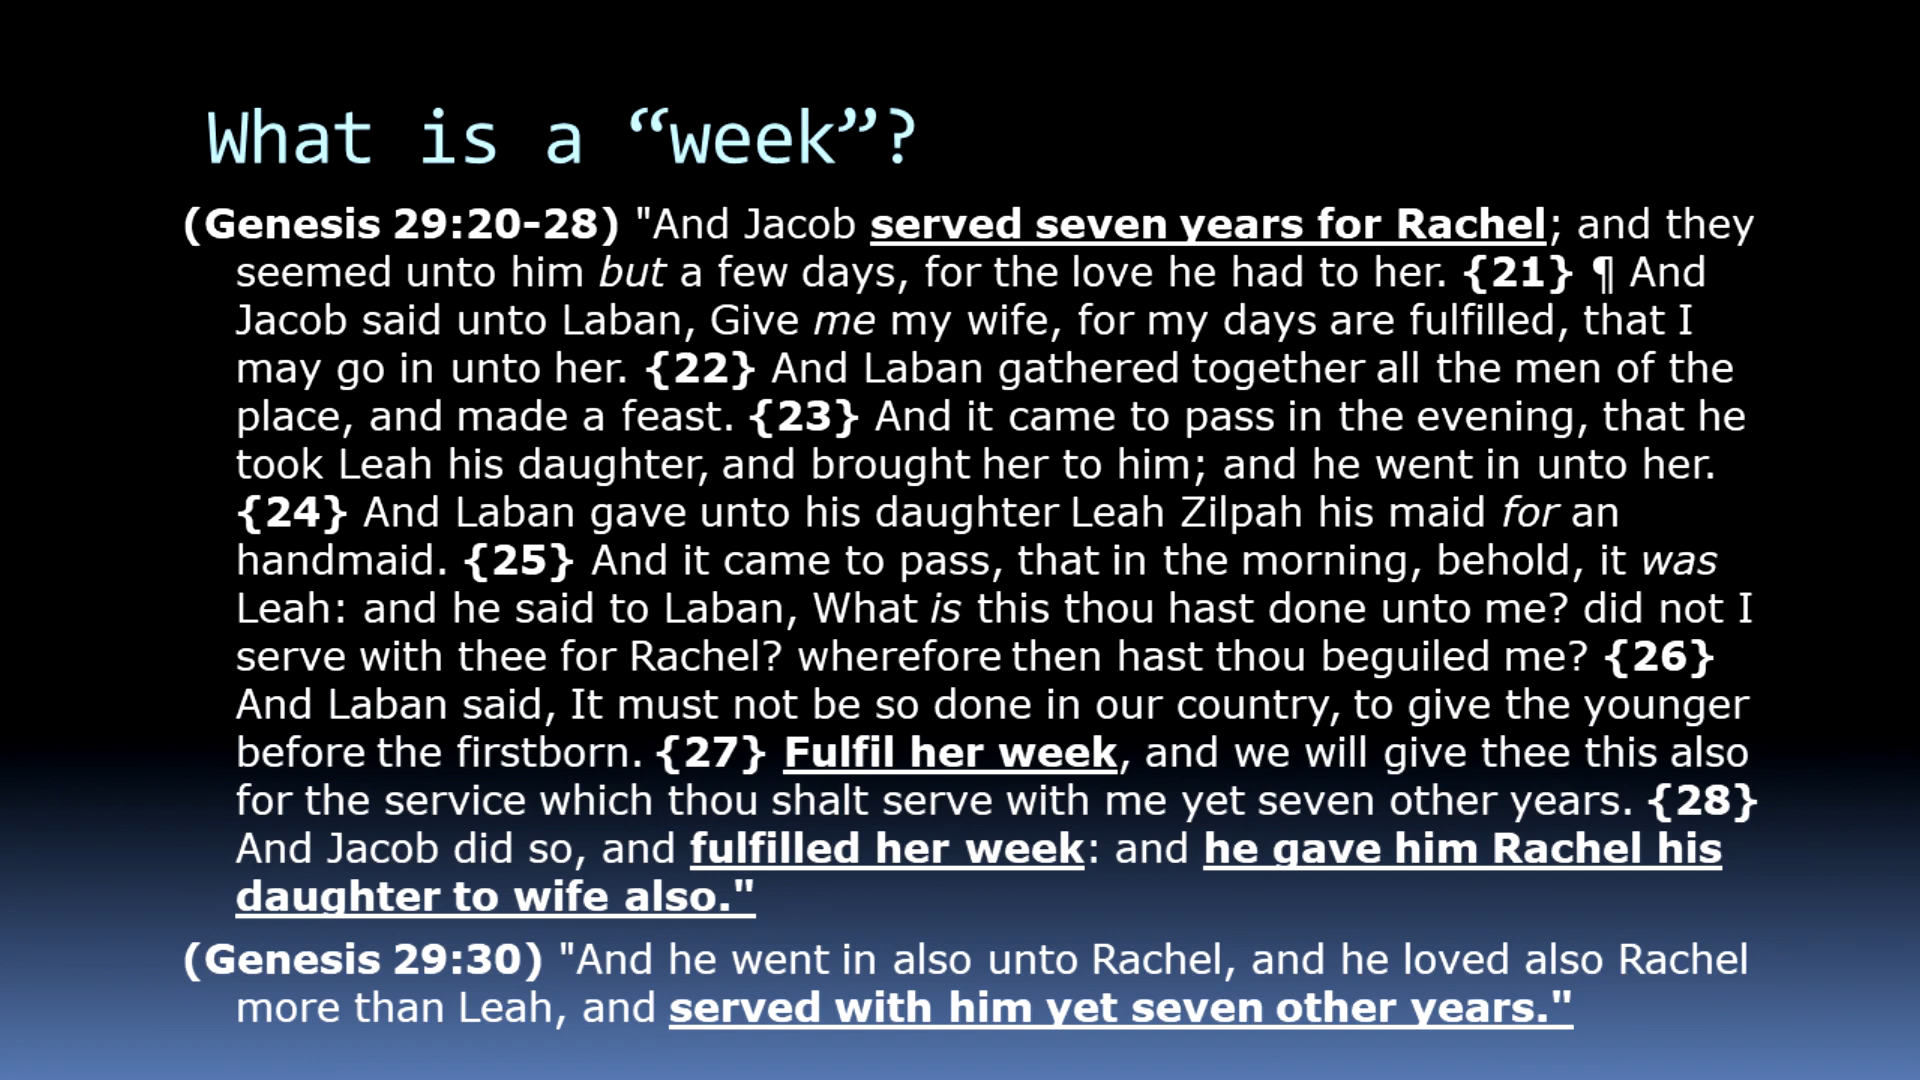 What is a “week”?
(Genesis 29:20-28) "And Jacob served seven years for Rachel; and they
seemed unto him but a few days, for the love he had to her. {21} ¶ And
Jacob said unto Laban, Give me my wife, for my days are fulfilled, that I
may go in unto her. {22} And Laban gathered together all the men of the
place, and made a feast. {23} And it came to pass in the evening, that he
took Leah his daughter, and brought her to him; and he went in unto her.
{24} And Laban gave unto his daughter Leah Zilpah his maid for an
handmaid. {25} And it came to pass, that in the morning, behold, it was
Leah: and he said to Laban, What is this thou hast done unto me? did not I
serve with thee for Rachel? wherefore then hast thou beguiled me? {26}
And Laban said, It must not be so done in our country, to give the younger
before the firstborn. {27} Fulfil her week, and we will give thee this also
for the service which thou shalt serve with me yet seven other years. {28}
And Jacob did so, and fulfilled her week: and he gave him Rachel his
daughter to wife also."
(Genesis 29:30) "And he went in also unto Rachel, and he loved also Rachel
more than Leah, and served with him yet seven other years."